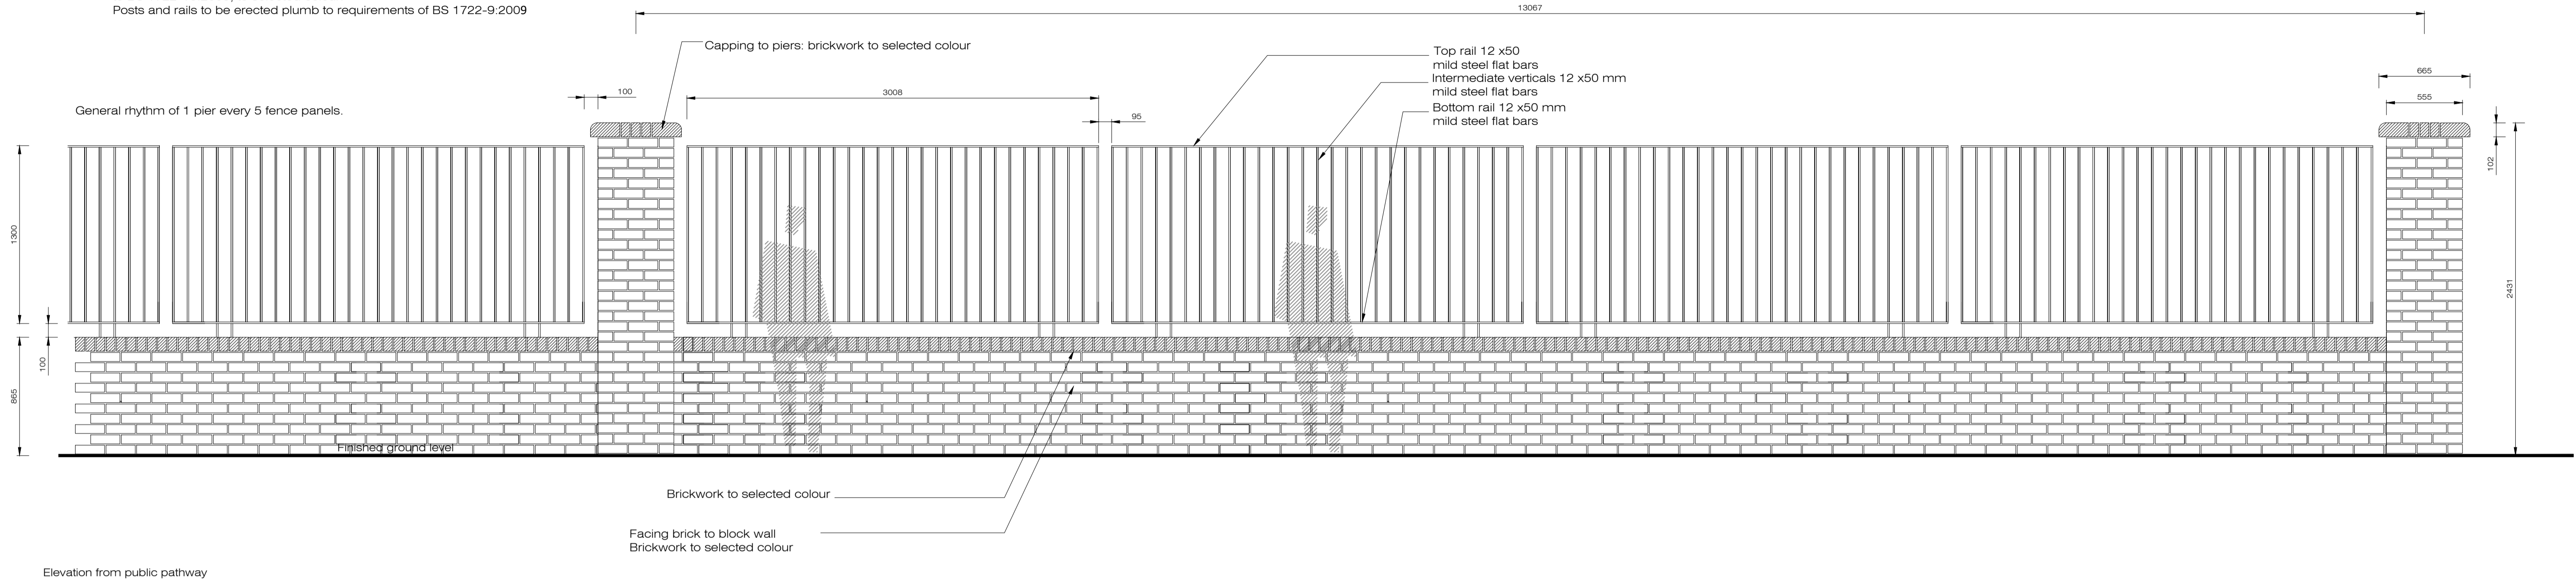 Posts and rails to be erected plumb to requirements of BS 1722-9:2009
13067
Capping to piers: brickwork to selected colour
Top rail 12 x50
mild steel flat bars
Intermediate verticals 12 x50 mm
mild steel flat bars
Bottom rail 12 x50 mm
mild steel flat bars
665
555
100
3008
95
General rhythm of 1 pier every 5 fence panels.
102
1300
2431
100
865
Finished ground level
Brickwork to selected colour
Facing brick to block wall
Brickwork to selected colour
Elevation from public pathway